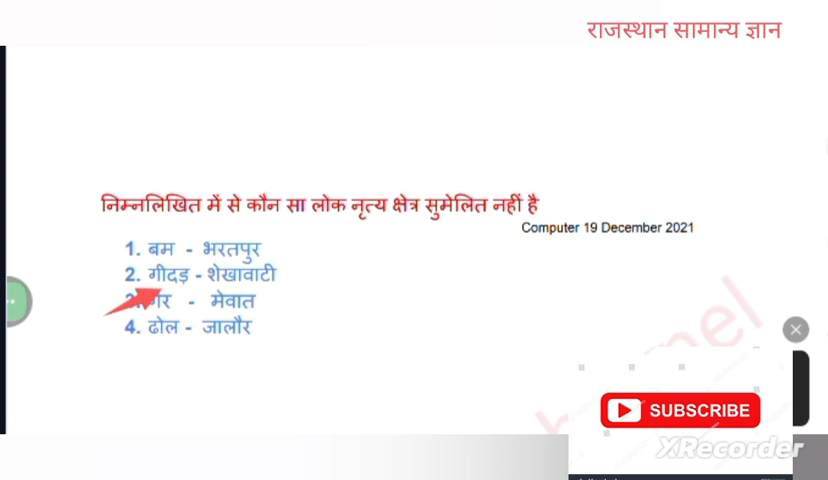 राजस्थान सामान्य ज्ञान
निम्नलिखित में से कौन सा लोक नृत्य क्षेत्र सुमेलित नहीं है
Computer 19 December 2021
1. बम - भरतपुर
2. गीदड़ - शेखावाटी
- मेवात
4. ढोल - जालौर
SUBSCRIBE
XRecorder